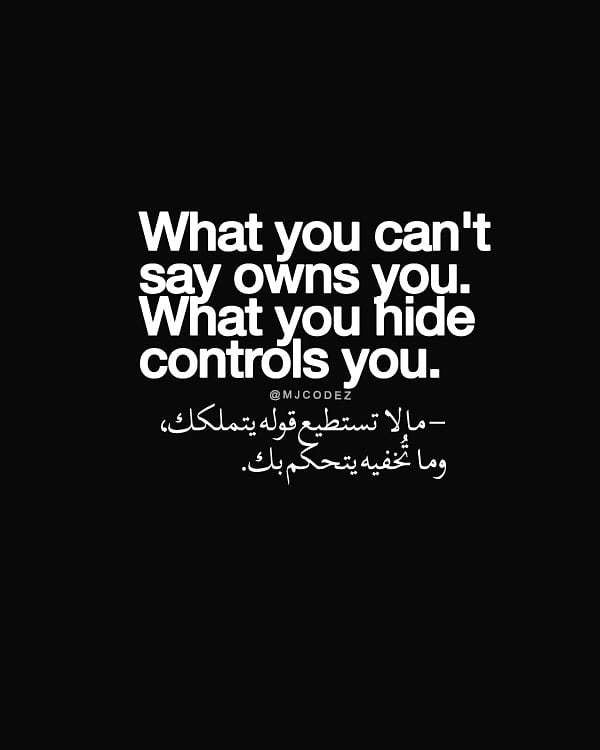 What you can't
say owns you.
What you hide
controls you.
@MJCODEZ
– ما لا تستطيع قوله يتملكك،
وما تُخفيه يتحكم بك.